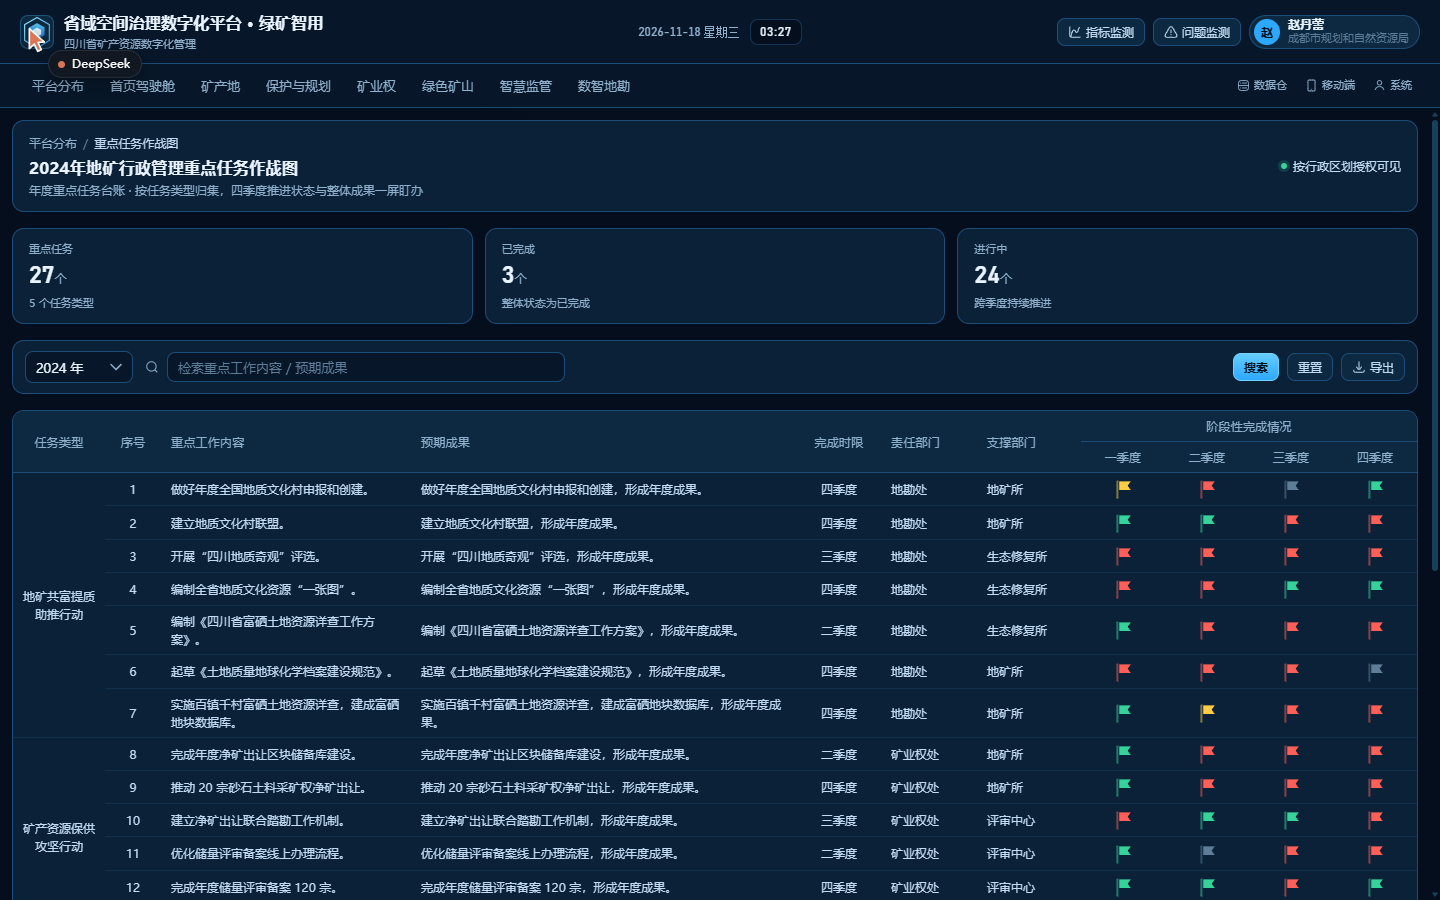 省域空间治理数字化平台 • 绿矿智用
四川省矿产资源数字化管理
2026-11-18 星期三
03:27
指标监测
问题监测
赵
赵丹蕾
成都市规划和自然资源局
DeepSeek
平台分布 首页驾驶舱 矿产地 保护与规划 矿业权 绿色矿山 智慧监管 数智地勘
数据仓 移动端 系统
平台分布 / 重点任务作战图
2024年地矿行政管理重点任务作战图
年度重点任务台账 · 按任务类型归集，四季度推进状态与整体成果一屏盯办
按行政区划授权可见
重点任务
27个
5 个任务类型
已完成
3个
整体状态为已完成
进行中
24个
跨季度持续推进
2024 年
检索重点工作内容 / 预期成果
搜索 重置 导出
任务类型 序号 重点工作内容 预期成果 完成时限 责任部门 支撑部门 阶段性完成情况
一季度 二季度 三季度 四季度
地矿共富提质助推行动
1 做好年度全国地质文化村申报和创建。 做好年度全国地质文化村申报和创建，形成年度成果。 四季度 地勘处 地矿所
2 建立地质文化村联盟。 建立地质文化村联盟，形成年度成果。 四季度 地勘处 地矿所
3 开展“四川地质奇观”评选。 开展“四川地质奇观”评选，形成年度成果。 三季度 地勘处 生态修复所
4 编制全省地质文化资源“一张图”。 编制全省地质文化资源“一张图”，形成年度成果。 四季度 地勘处 生态修复所
5 编制《四川省富硒土地资源详查工作方案》。 编制《四川省富硒土地资源详查工作方案》，形成年度成果。 二季度 地勘处 生态修复所
6 起草《土地质量地球化学档案建设规范》。 起草《土地质量地球化学档案建设规范》，形成年度成果。 四季度 地勘处 地矿所
7 实施百镇千村富硒土地资源详查，建成富硒地块数据库。 实施百镇千村富硒土地资源详查，建成富硒地块数据库，形成年度成果。 四季度 地勘处 地矿所
矿产资源保供攻坚行动
8 完成年度净矿出让区块储备库建设。 完成年度净矿出让区块储备库建设，形成年度成果。 二季度 矿业权处 地矿所
9 推动 20 宗砂石土料采矿权净矿出让。 推动 20 宗砂石土料采矿权净矿出让，形成年度成果。 四季度 矿业权处 地矿所
10 建立净矿出让联合踏勘工作机制。 建立净矿出让联合踏勘工作机制，形成年度成果。 三季度 矿业权处 评审中心
11 优化储量评审备案线上办理流程。 优化储量评审备案线上办理流程，形成年度成果。 二季度 矿业权处 评审中心
12 完成年度储量评审备案 120 宗。 完成年度储量评审备案 120 宗，形成年度成果。 四季度 矿业权处 评审中心